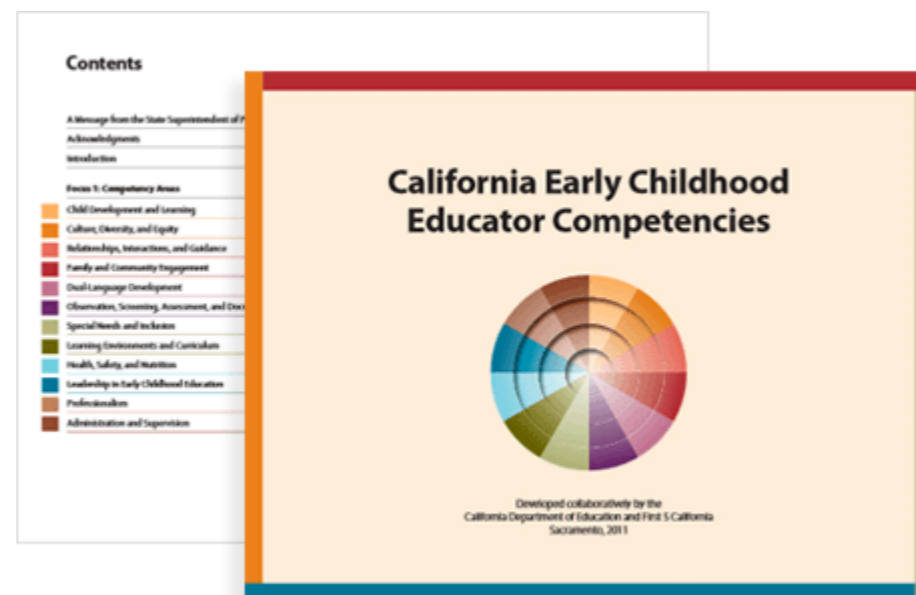 Contents
A Message from the State Superintendent of P
Acknowledgments
Introduction
Focus 1: Competency Areas
Child Development and Learning
Culture, Diversity, and Equity
Relationships, Interactions, and Guidance
Family and Community Engagement
Dual-Language Development
Observation, Screening, Assessment, and Doc
Special Needs and Inclusion
Learning Environments and Curriculum
Health, Safety, and Nutrition
Leadership in Early Childhood Education
Professionalism
Administration and Supervision
California Early Childhood
Educator Competencies
Developed collaboratively by the
California Department of Education and First 5 California
Sacramento, 2011